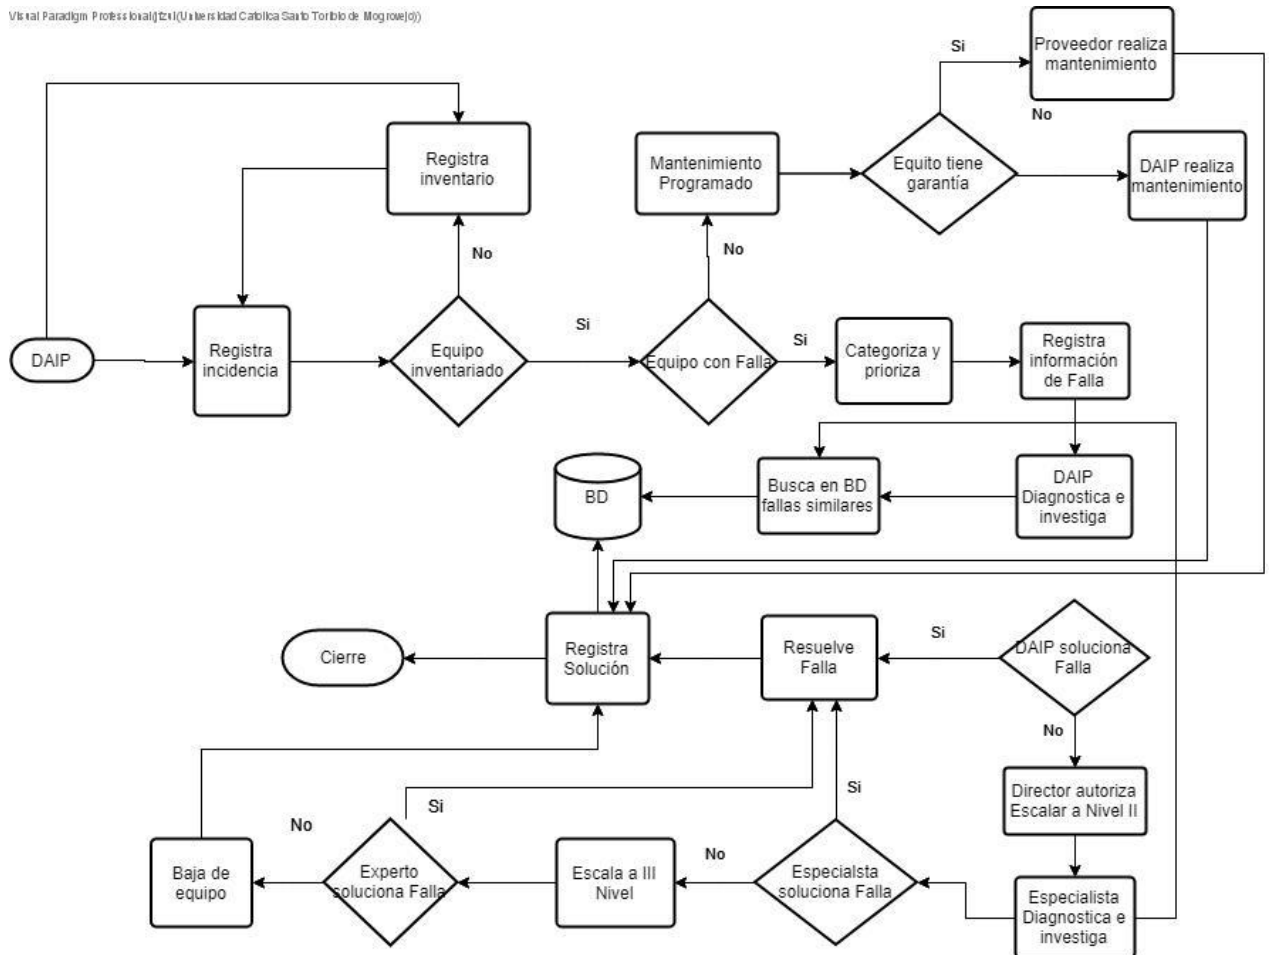 Visual Paradigm Professional(jfzui(Universidad Catolica Santo Toribio de Mogrovejo))
Si
Proveedor realiza
mantenimiento
No
Registra
inventario
Mantenimiento
Programado
Equito tiene
garantía
DAIP realiza
mantenimiento
No
No
DAIP
Registra
incidencia
Equipo
inventariado
Si
Equipo con Falla
Si
Categoriza y
prioriza
Registra
información
de Falla
BD
Busca en BD
fallas similares
DAIP
Diagnostica e
investiga
Cierre
Registra
Solución
Resuelve
Falla
Si
DAIP soluciona
Falla
No
Director autoriza
Escalar a Nivel II
Si
Si
No
No
Baja de
equipo
Experto
soluciona Falla
Escala a III
Nivel
Especialsta
soluciona Falla
Especialista
Diagnostica e
investiga